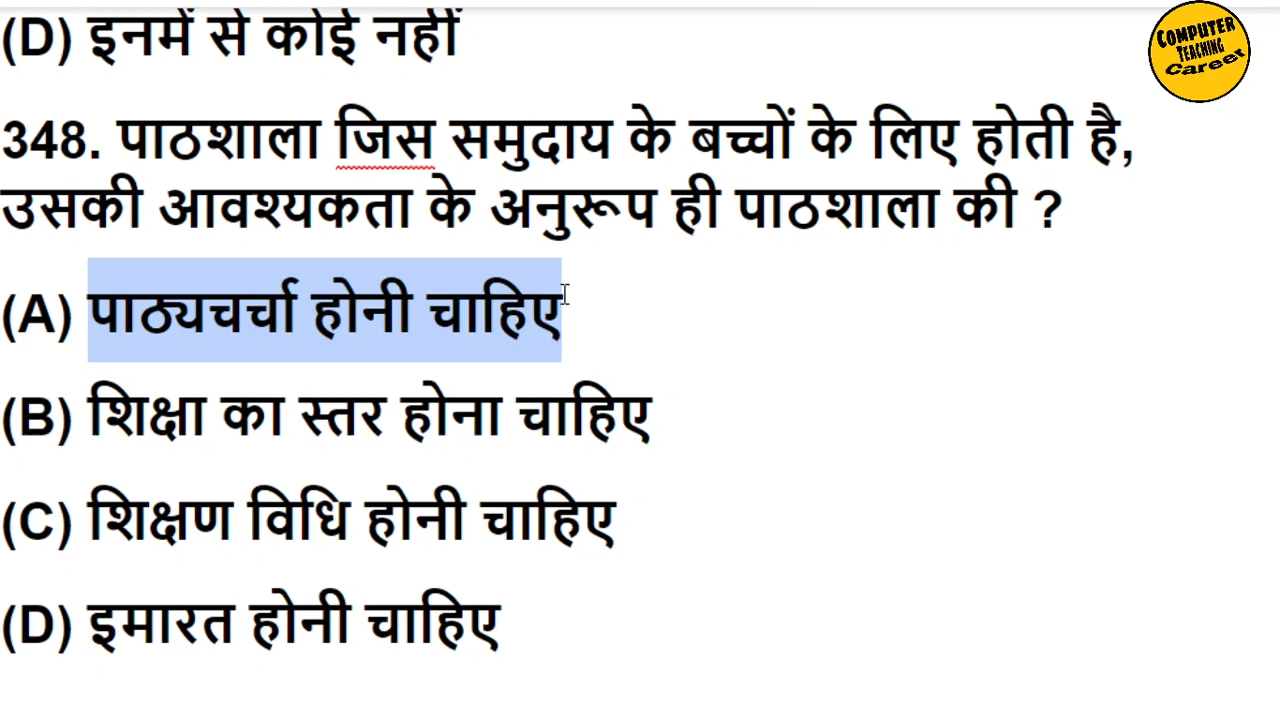 (D) इनमें से कोई नहीं
COMPUTER
TEACHING
Career
348. पाठशाला जिस समुदाय के बच्चों के लिए होती है,
उसकी आवश्यकता के अनुरूप ही पाठशाला की ?
(A) पाठ्यचर्चा होनी चाहिए
(B) शिक्षा का स्तर होना चाहिए
(C) शिक्षण विधि होनी चाहिए
(D) इमारत होनी चाहिए